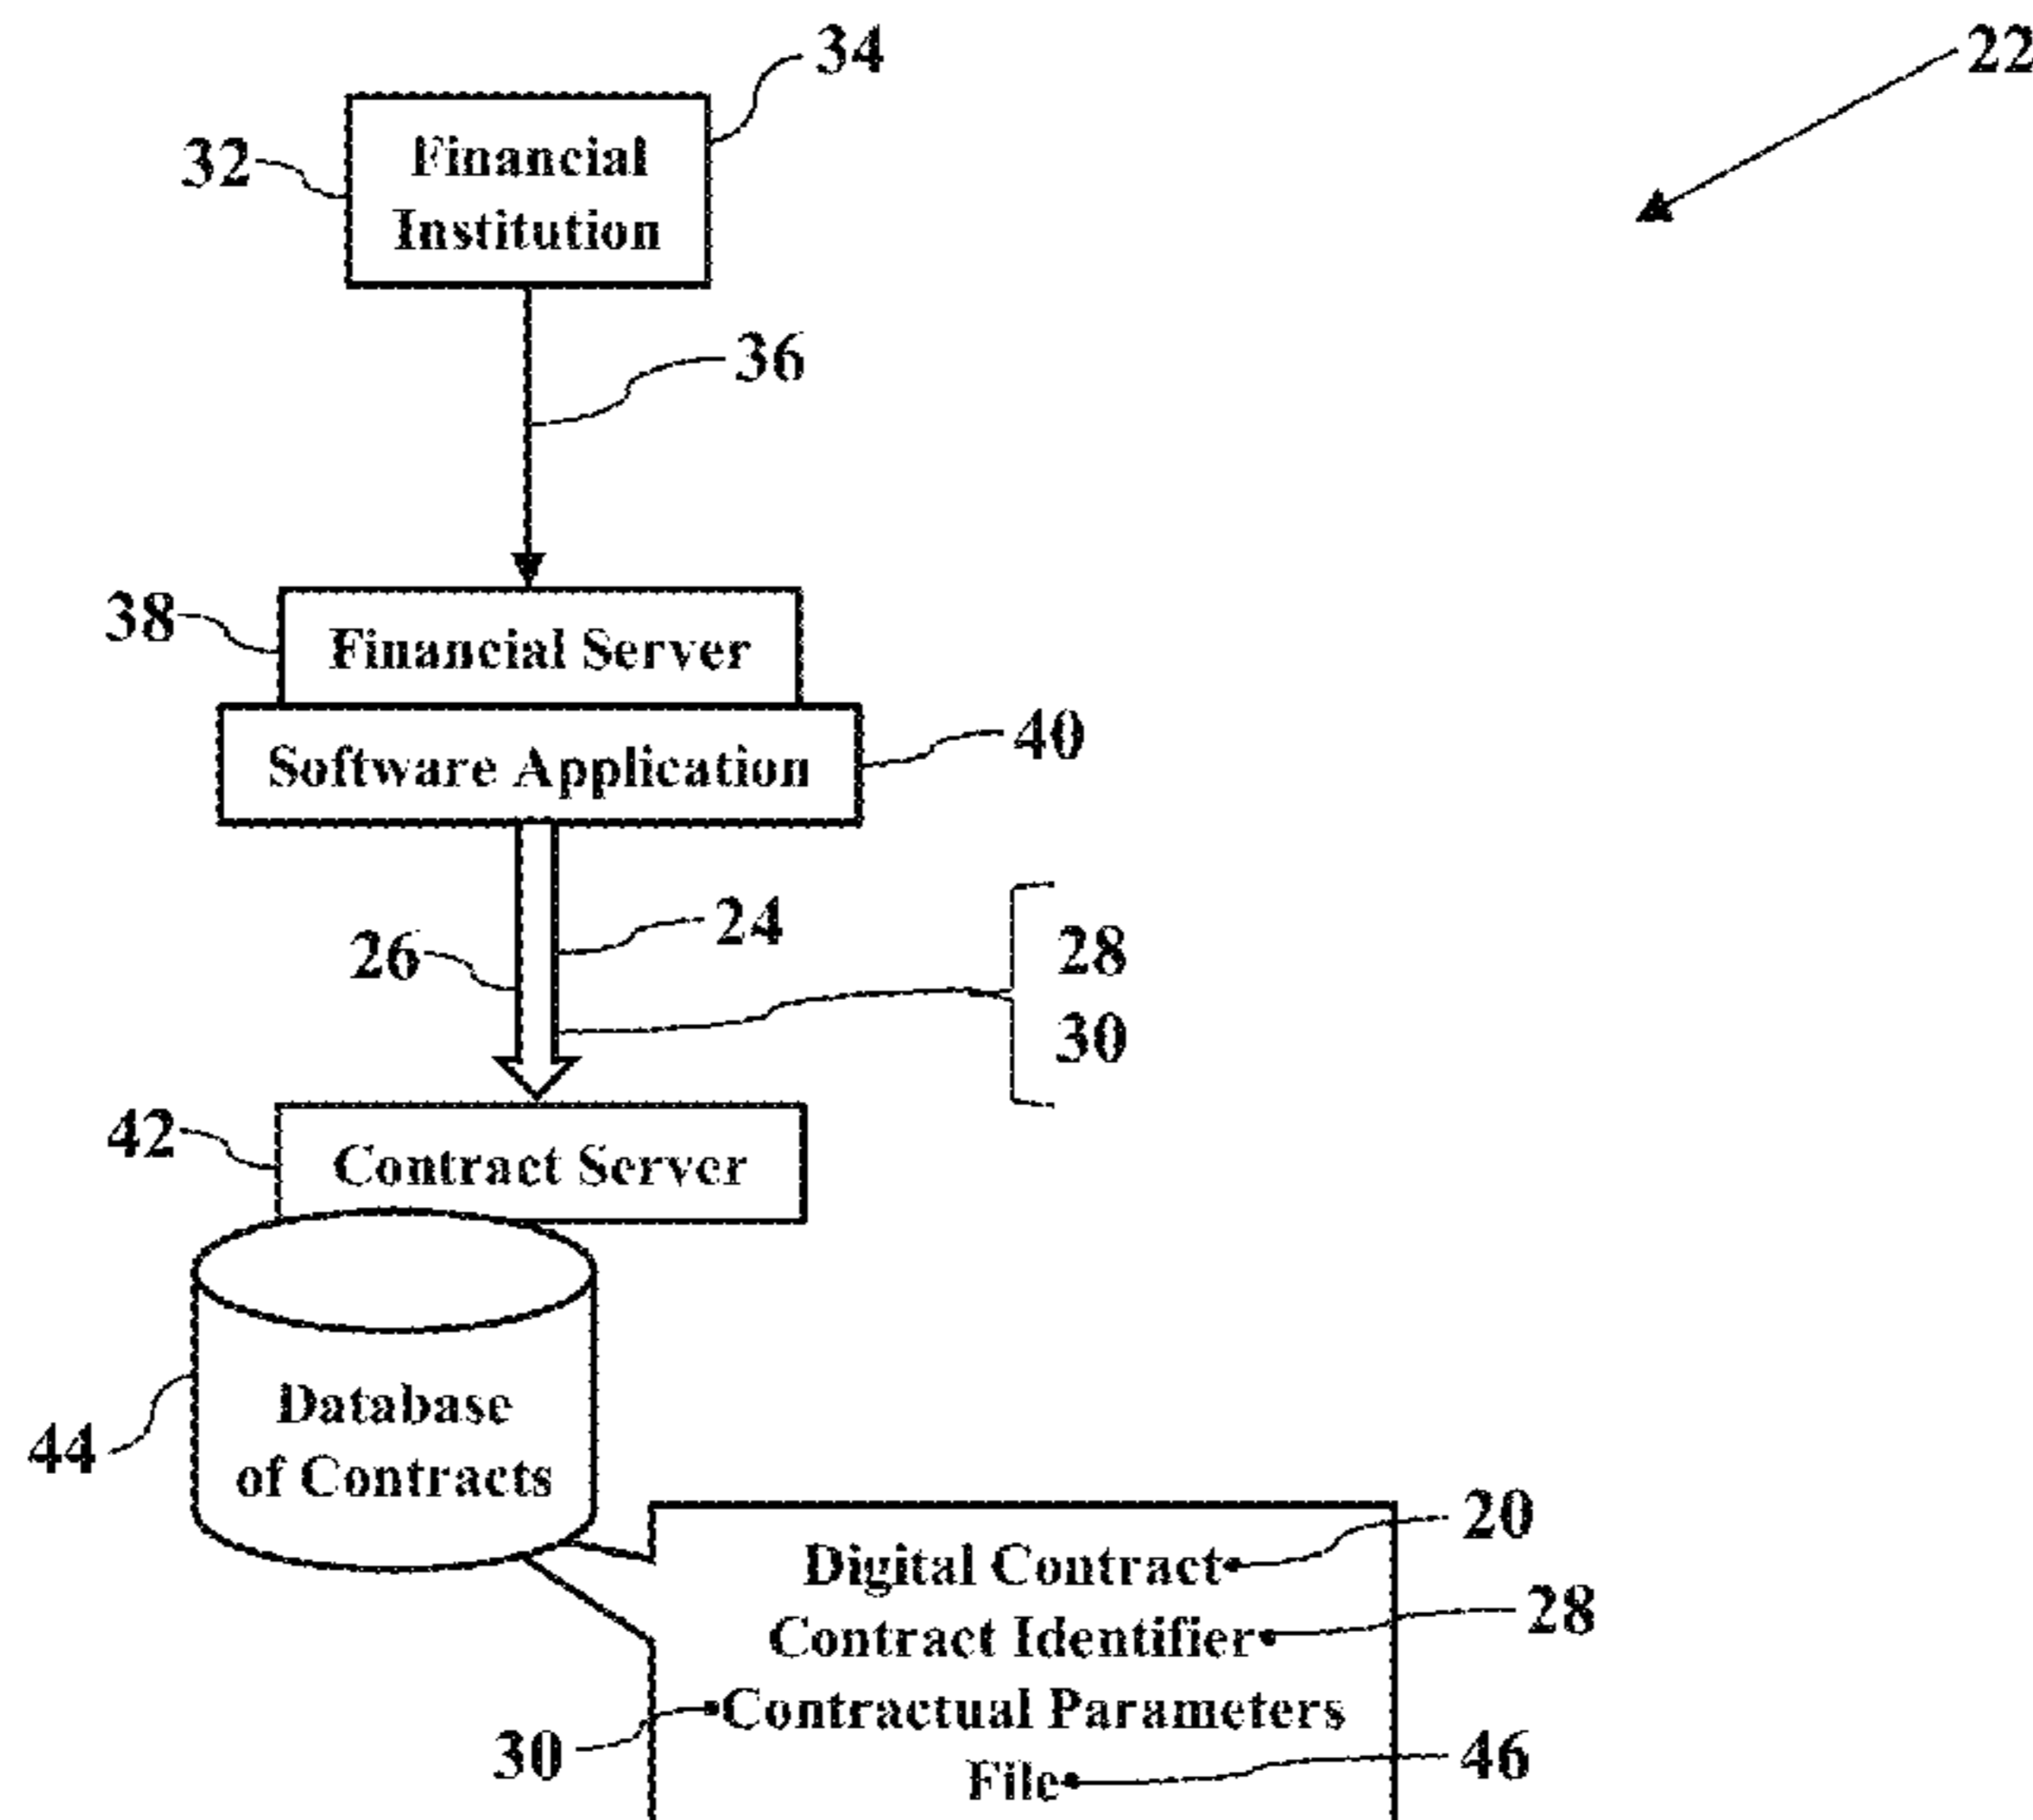 34
22
32
Financial
Institution
36
38
Financial Server
40
Software Application
24
26
28
30
42
Contract Server
44
Database
of Contracts
20
Digital Contract
28
Contract Identifier
Contractual Parameters
30
46
File